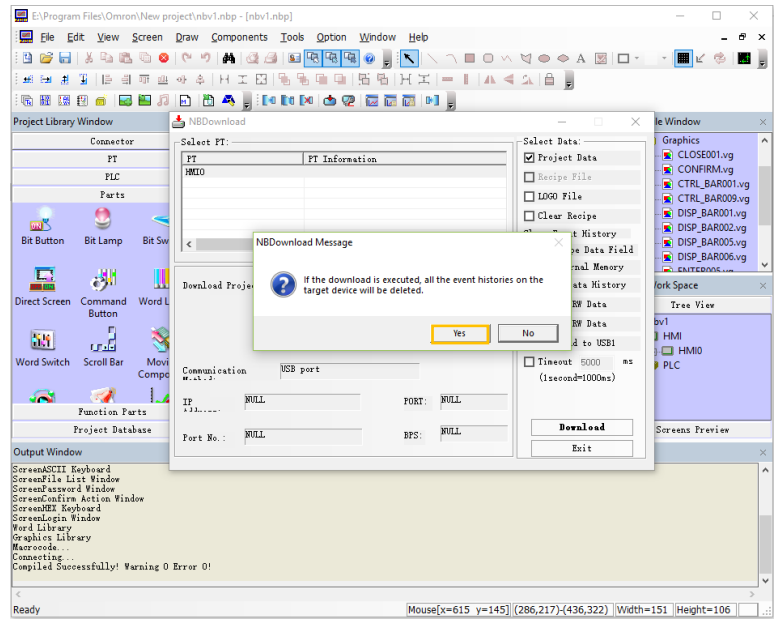 E:\Program Files\Omron\New project\nbv1.nbp - [nbv1.nbp]
File Edit View Screen Draw Components Tools Option Window Help
Project Library Window
Connector
PT
PLC
Parts
Bit Button Bit Lamp Bit Sw
Direct Screen Command Button Word L
Word Switch Scroll Bar Movi Compo
Function Parts
Project Database
NBDownload
Select PT:
PT PT Information
HMI0
Download Proje
Communication
USB port
IP
NULL
PORT: NULL
Port No.: NULL
BPS: NULL
Select Data:
Project Data
Recipe File
LOGO File
Clear Recipe
t History
pe Data Field
rnal Memory
ata History
RW Data
RW Data
d to USB1
Timeout 5000 ms
(1second=1000ms)
Download
Exit
NBDownload Message
If the download is executed, all the event histories on the
target device will be deleted.
Yes No
le Window
Graphics
CLOSE001.vg
CONFIRM.vg
CTRL_BAR001.vg
CTRL_BAR009.vg
DISP_BAR001.vg
DISP_BAR002.vg
DISP_BAR005.vg
DISP_BAR006.vg
ENTER005.vg
ork Space
Tree View
bv1
HMI
HMI0
PLC
Screens Preview
Output Window
ScreenASCII Keyboard
ScreenFile List Window
ScreenPassword Window
ScreenConfirm Action Window
ScreenHEX Keyboard
ScreenLogin Window
Word Library
Graphics Library
Macrocode...
Connecting...
Compiled Successfully! Warning 0 Error 0!
Ready
Mouse[x=615 y=145] (286,217)-(436,322) Width=151 Height=106